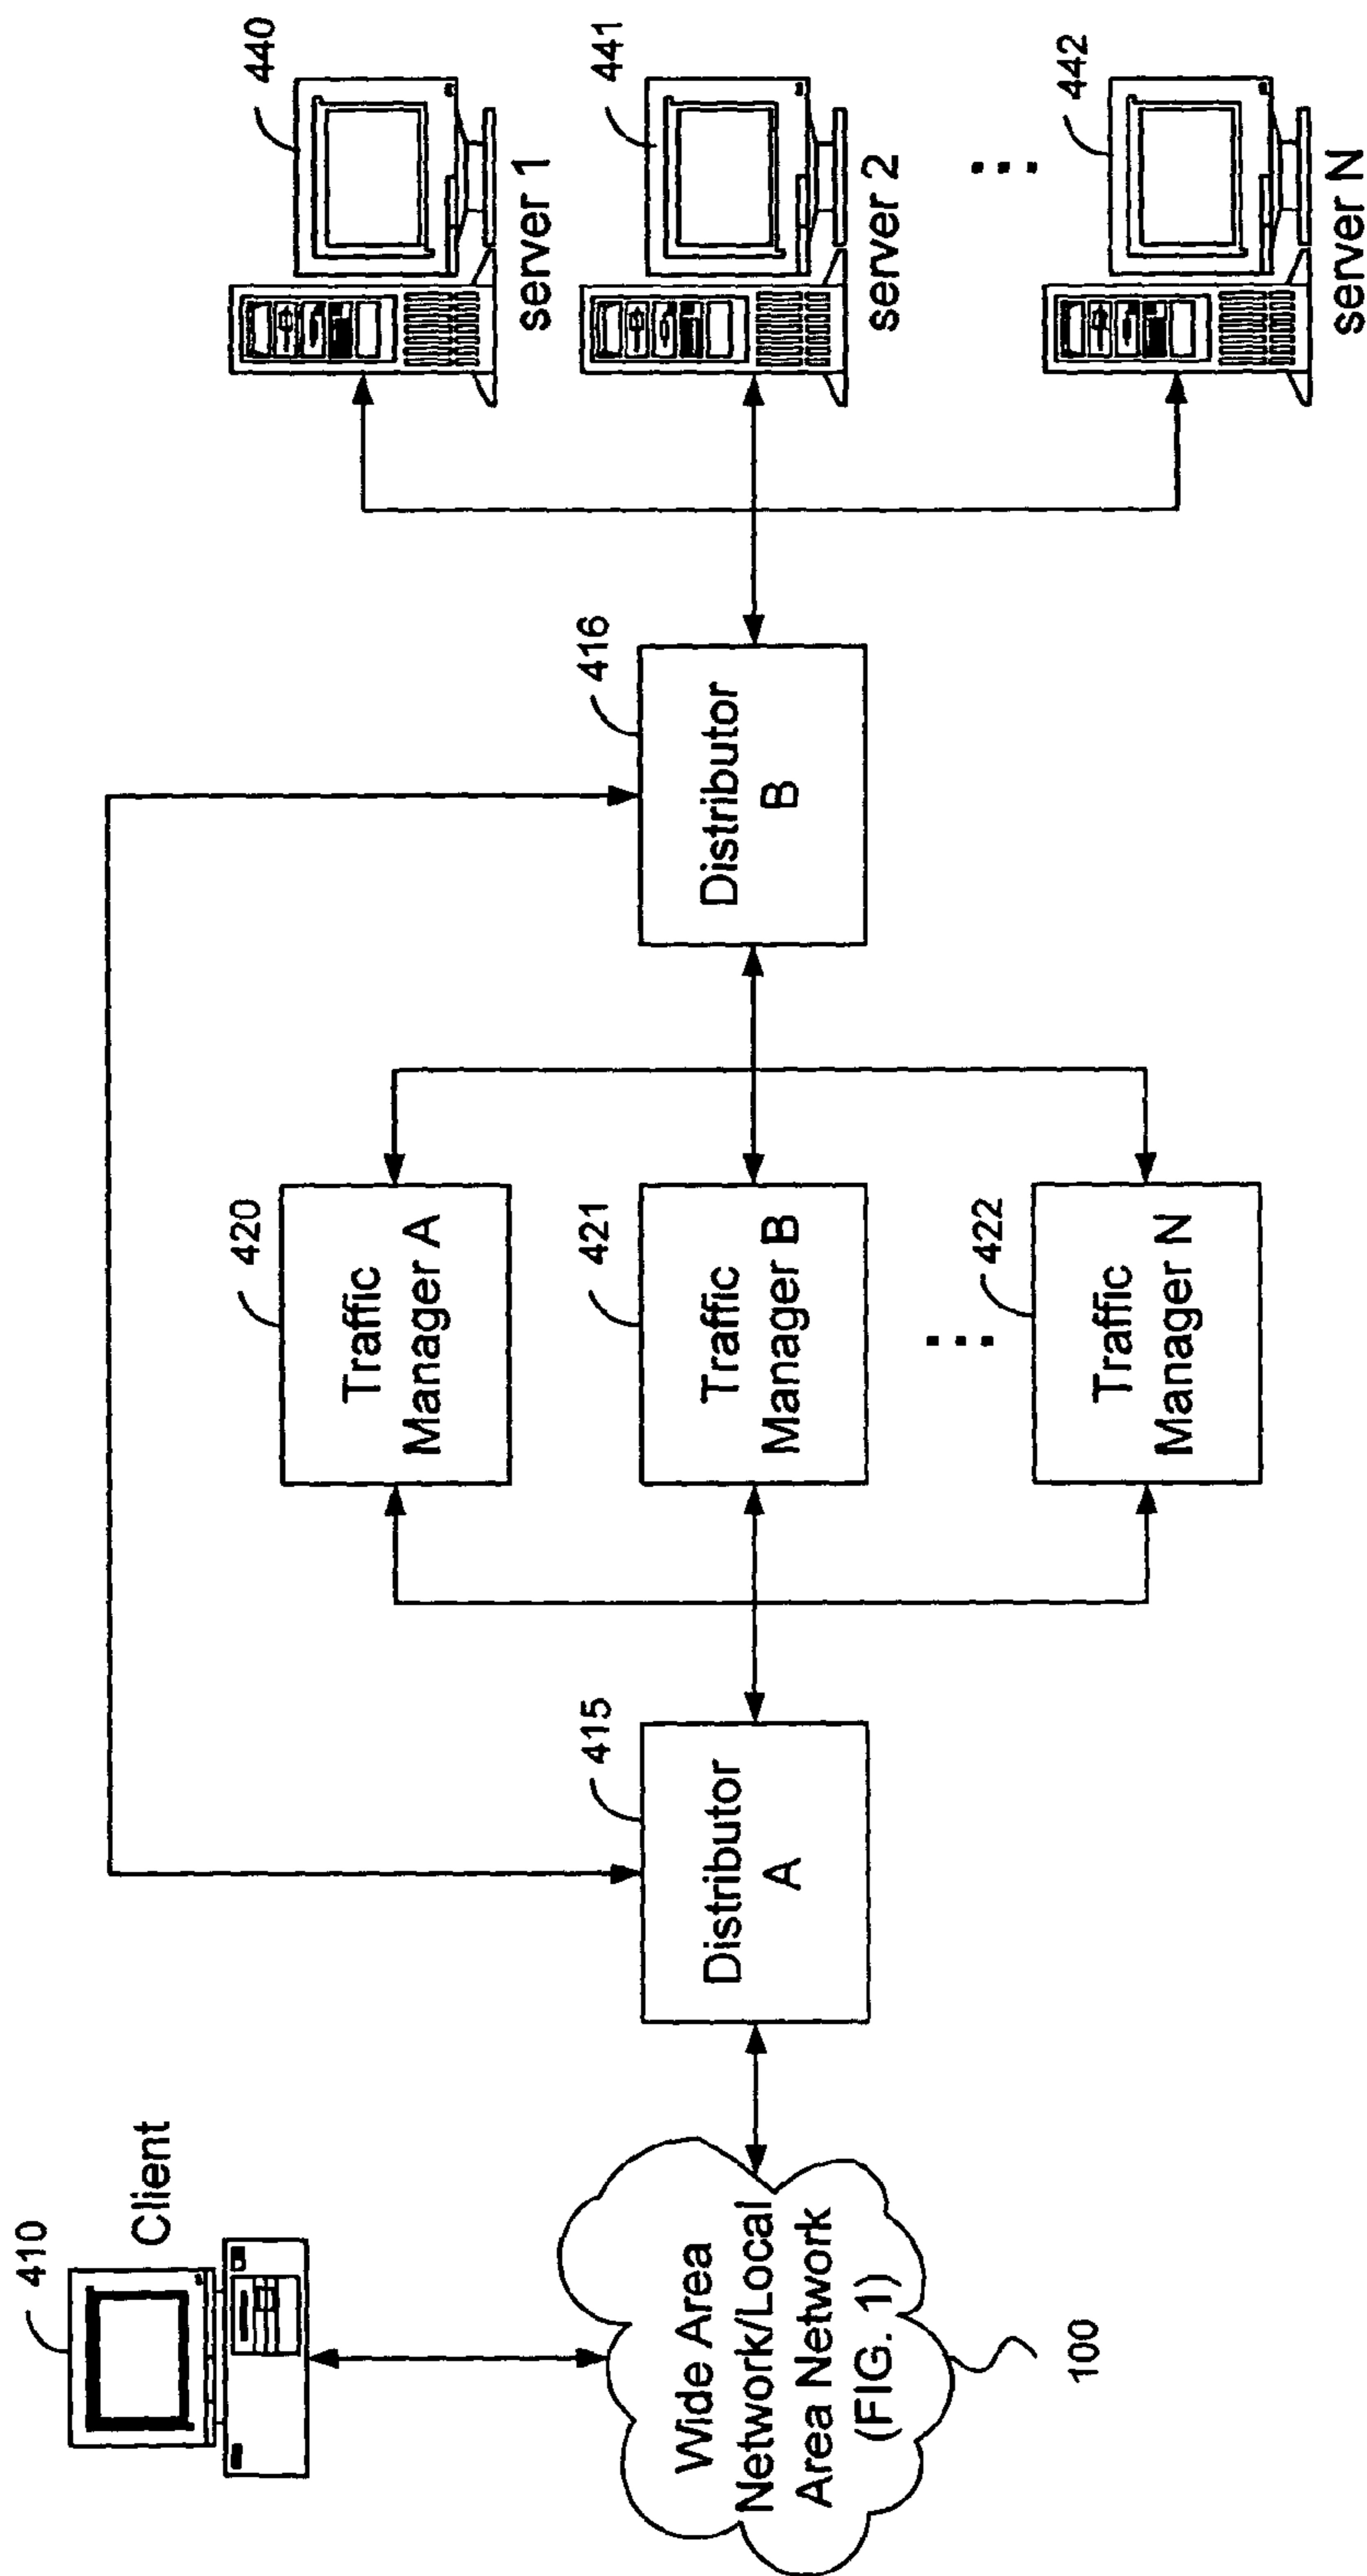 410
Client
Wide Area
Network/Local
Area Network
(FIG. 1)
100
415
Distributor
A
420
Traffic
Manager A
421
Traffic
Manager B
422
Traffic
Manager N
416
Distributor
B
440
server 1
441
server 2
442
server N